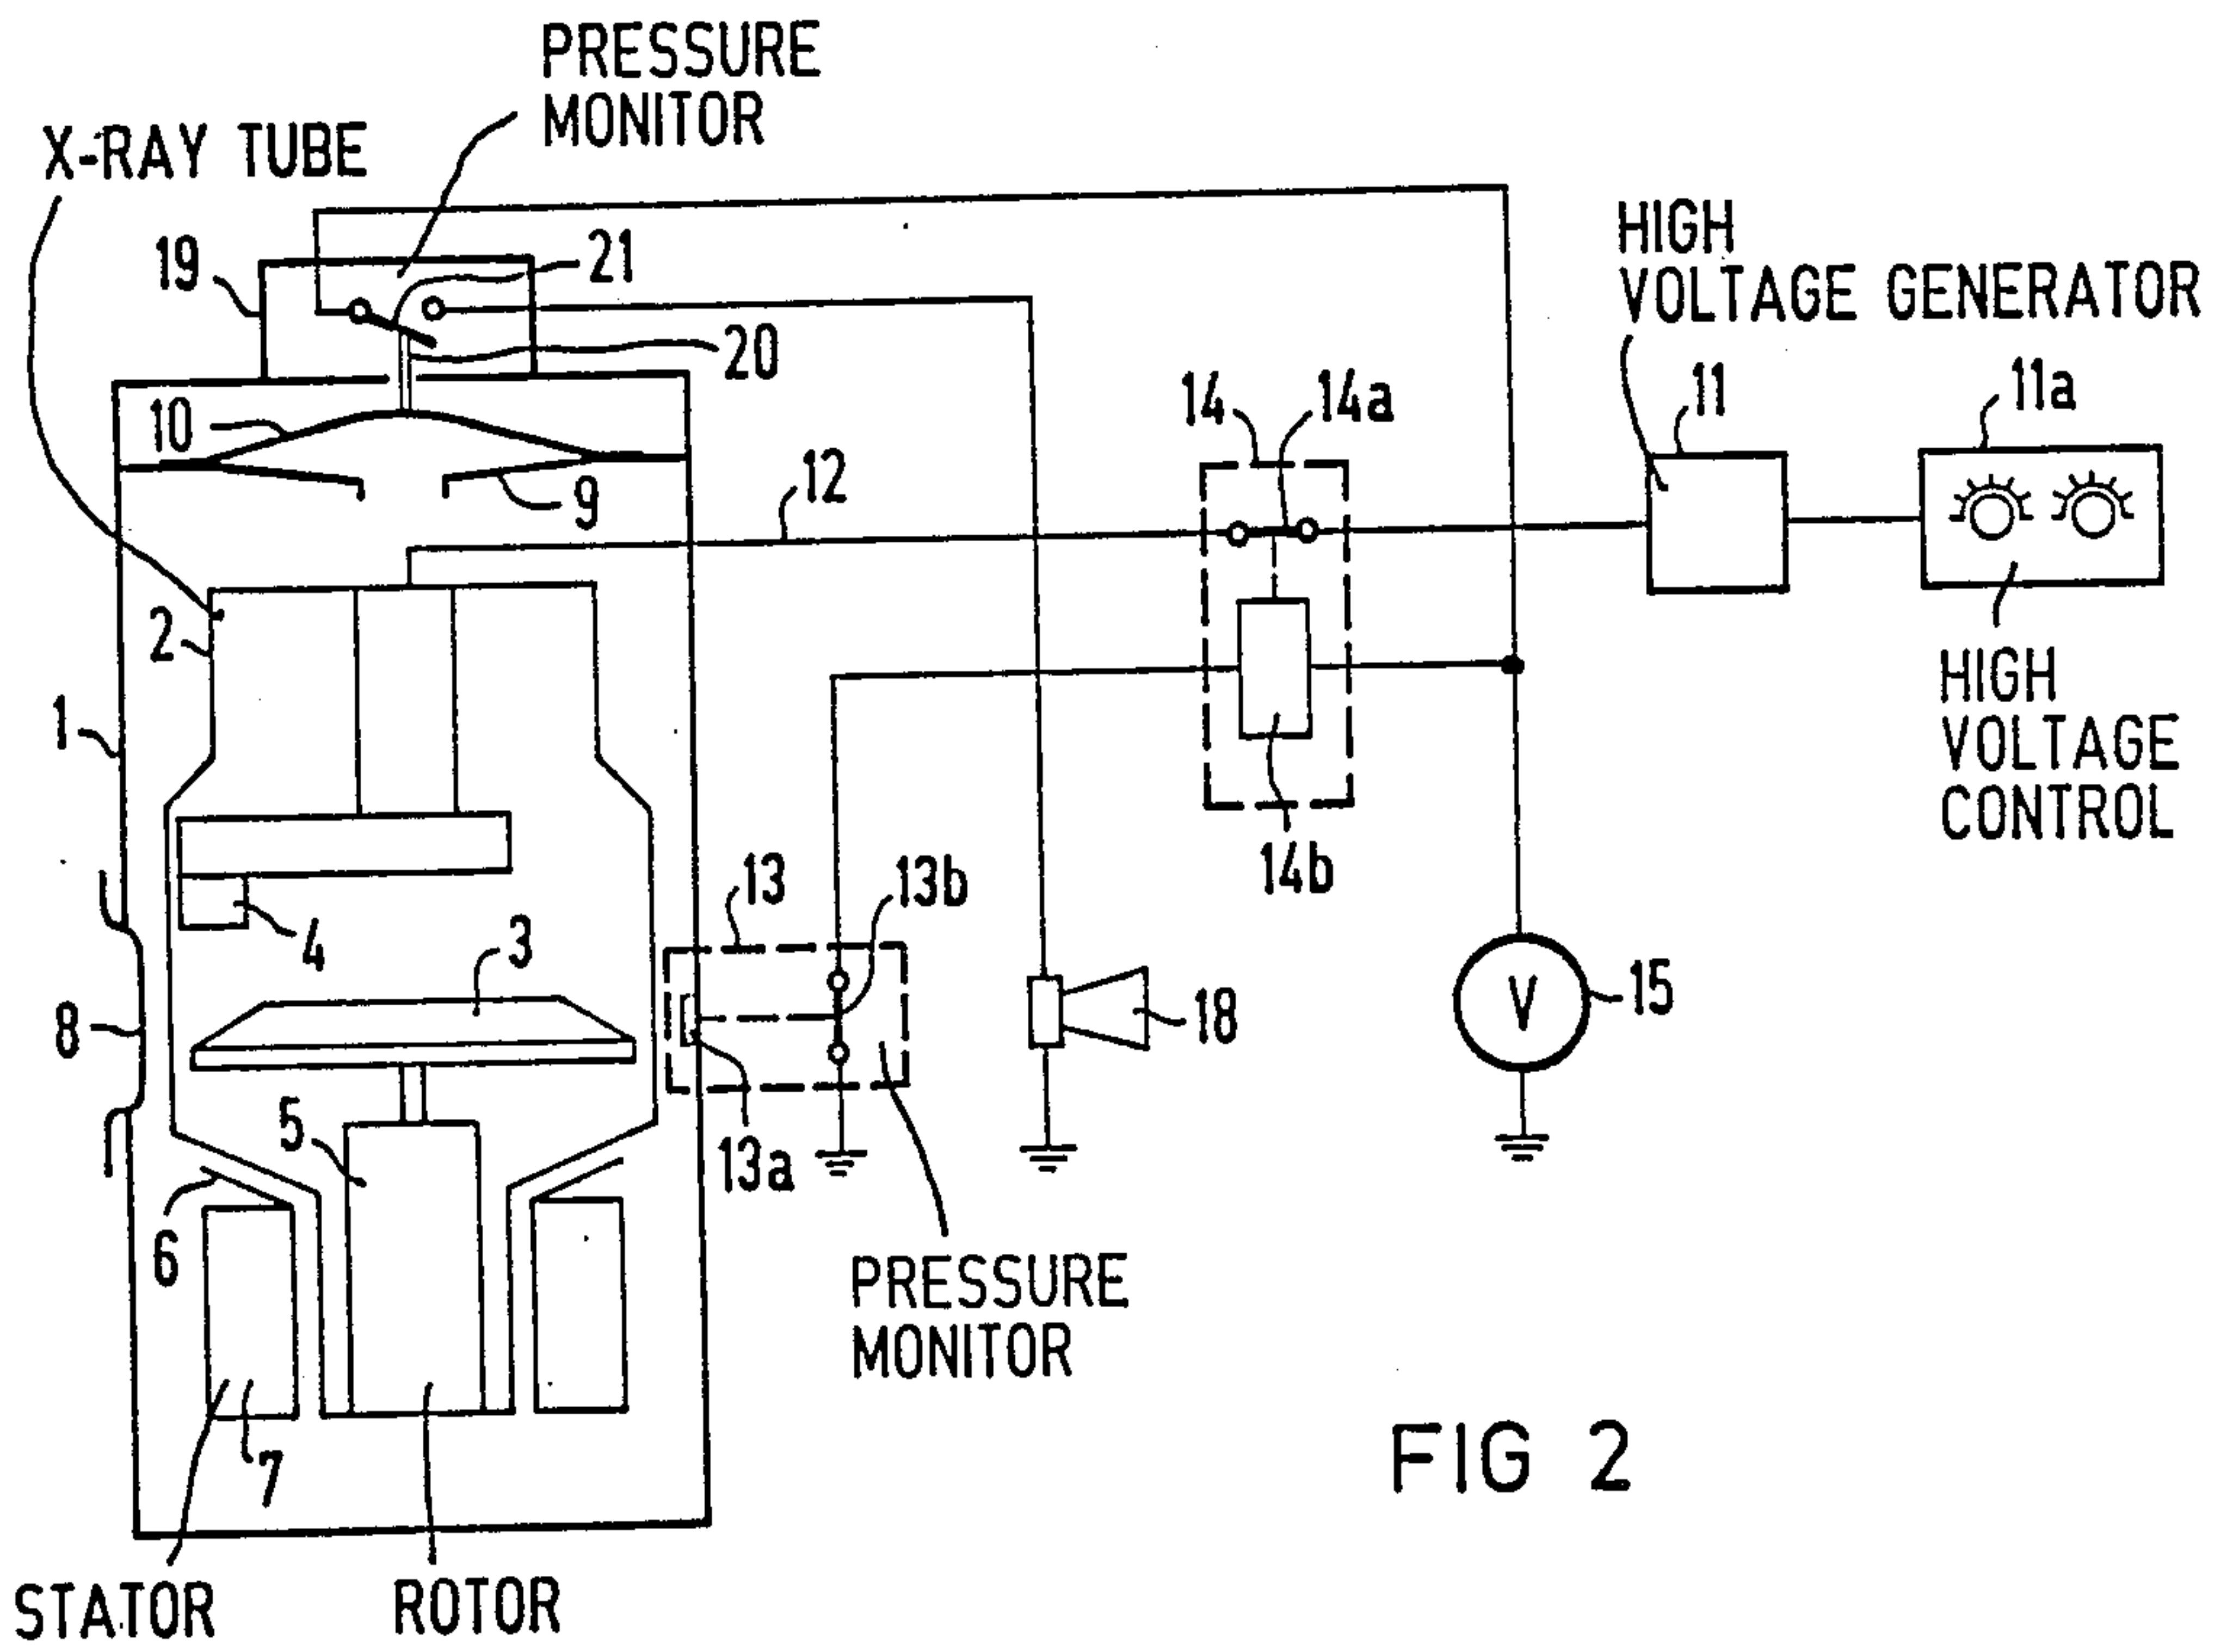 PRESSURE
MONITOR
X-RAY TUBE
HIGH
VOLTAGE GENERATOR
19
21
20
10
9
12
14
14a
11
11a
2
1
HIGH
VOLTAGE
CONTROL
14b
13
13b
4
3
8
18
V
15
5
13a
6
PRESSURE
MONITOR
7
FIG 2
STATOR
ROTOR